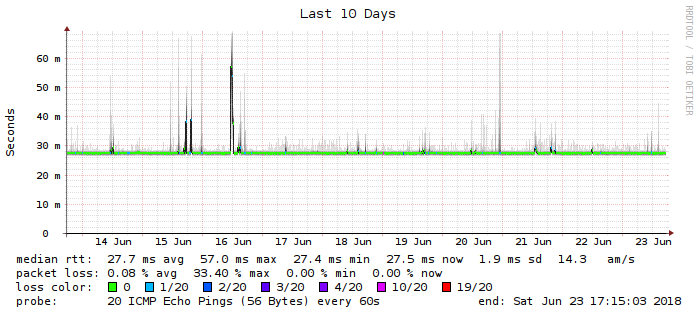 Last 10 Days
RRDTOOL / TOBI OETIKER
Seconds
60 m
50 m
40 m
30 m
20 m
10 m
0
14 Jun 15 Jun 16 Jun 17 Jun 18 Jun 19 Jun 20 Jun 21 Jun 22 Jun 23 Jun
median rtt: 27.7 ms avg 57.0 ms max 27.4 ms min 27.5 ms now 1.9 ms sd 14.3 am/s
packet loss: 0.08 % avg 33.40 % max 0.00 % min 0.00 % now
loss color: 0 1/20 2/20 3/20 4/20 10/20 19/20
probe: 20 ICMP Echo Pings (56 Bytes) every 60s end: Sat Jun 23 17:15:03 2018